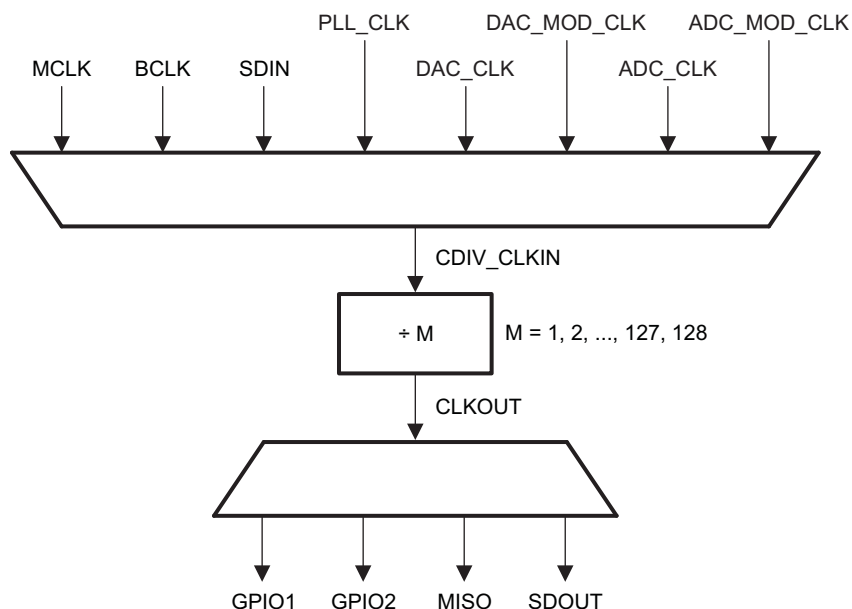 PLL_CLK DAC_MOD_CLK ADC_MOD_CLK
MCLK BCLK SDIN DAC_CLK ADC_CLK
CDIV_CLKIN
÷ M M = 1, 2, ..., 127, 128
CLKOUT
GPIO1 GPIO2 MISO SDOUT